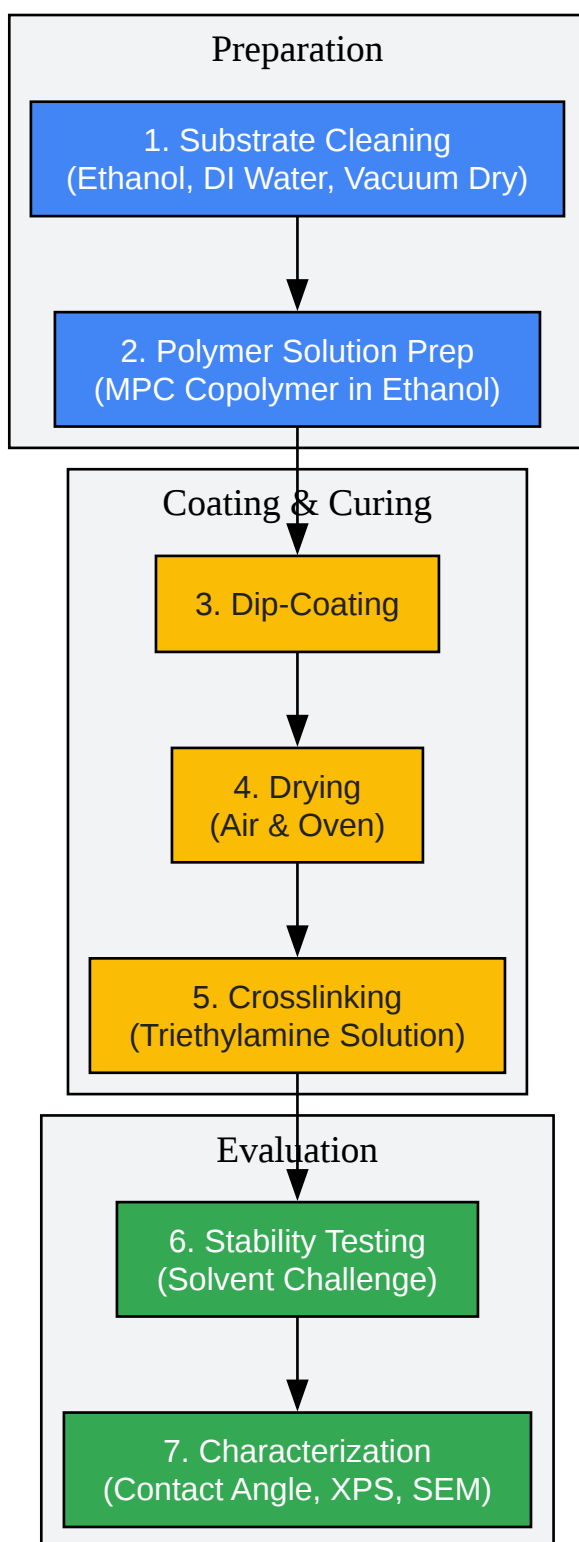 Preparation
1. Substrate Cleaning
(Ethanol, DI Water, Vacuum Dry)
2. Polymer Solution Prep
(MPC Copolymer in Ethanol)
Coating & Curing
3. Dip-Coating
4. Drying
(Air & Oven)
5. Crosslinking
(Triethylamine Solution)
Evaluation
6. Stability Testing
(Solvent Challenge)
7. Characterization
(Contact Angle, XPS, SEM)